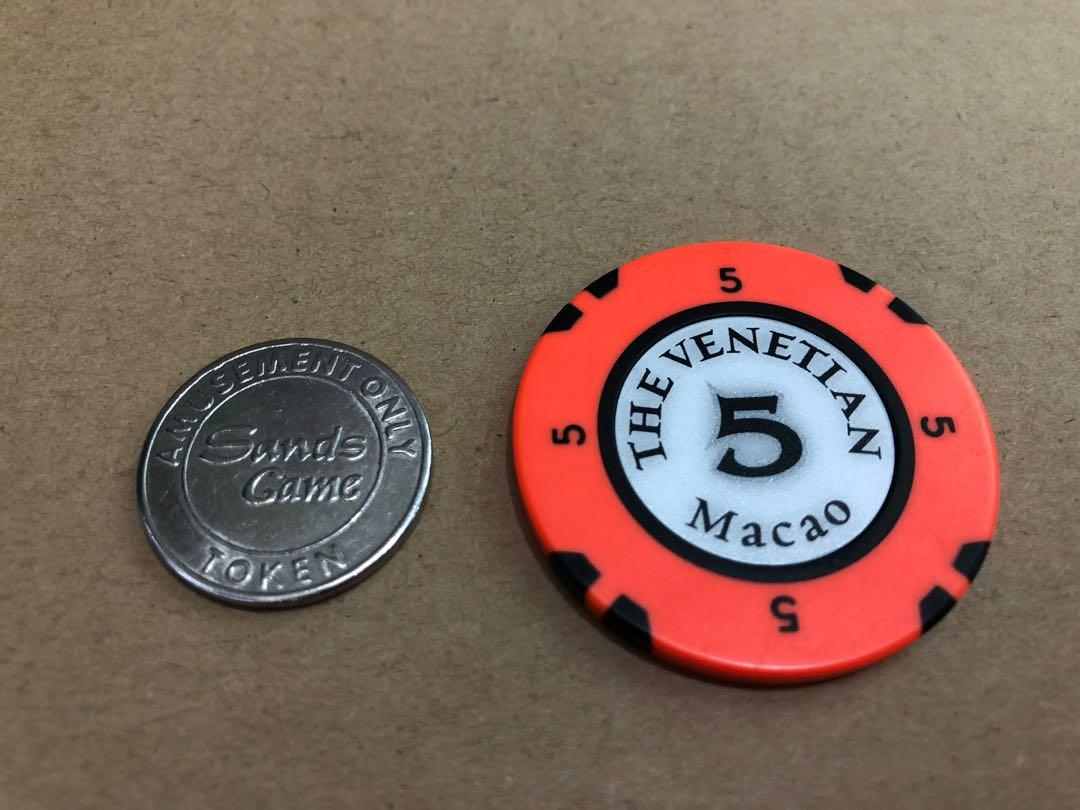 AMUSEMENT ONLY
Sands
Game
TOKEN
5
THE VENETIAN
5
5
5
Macao
5